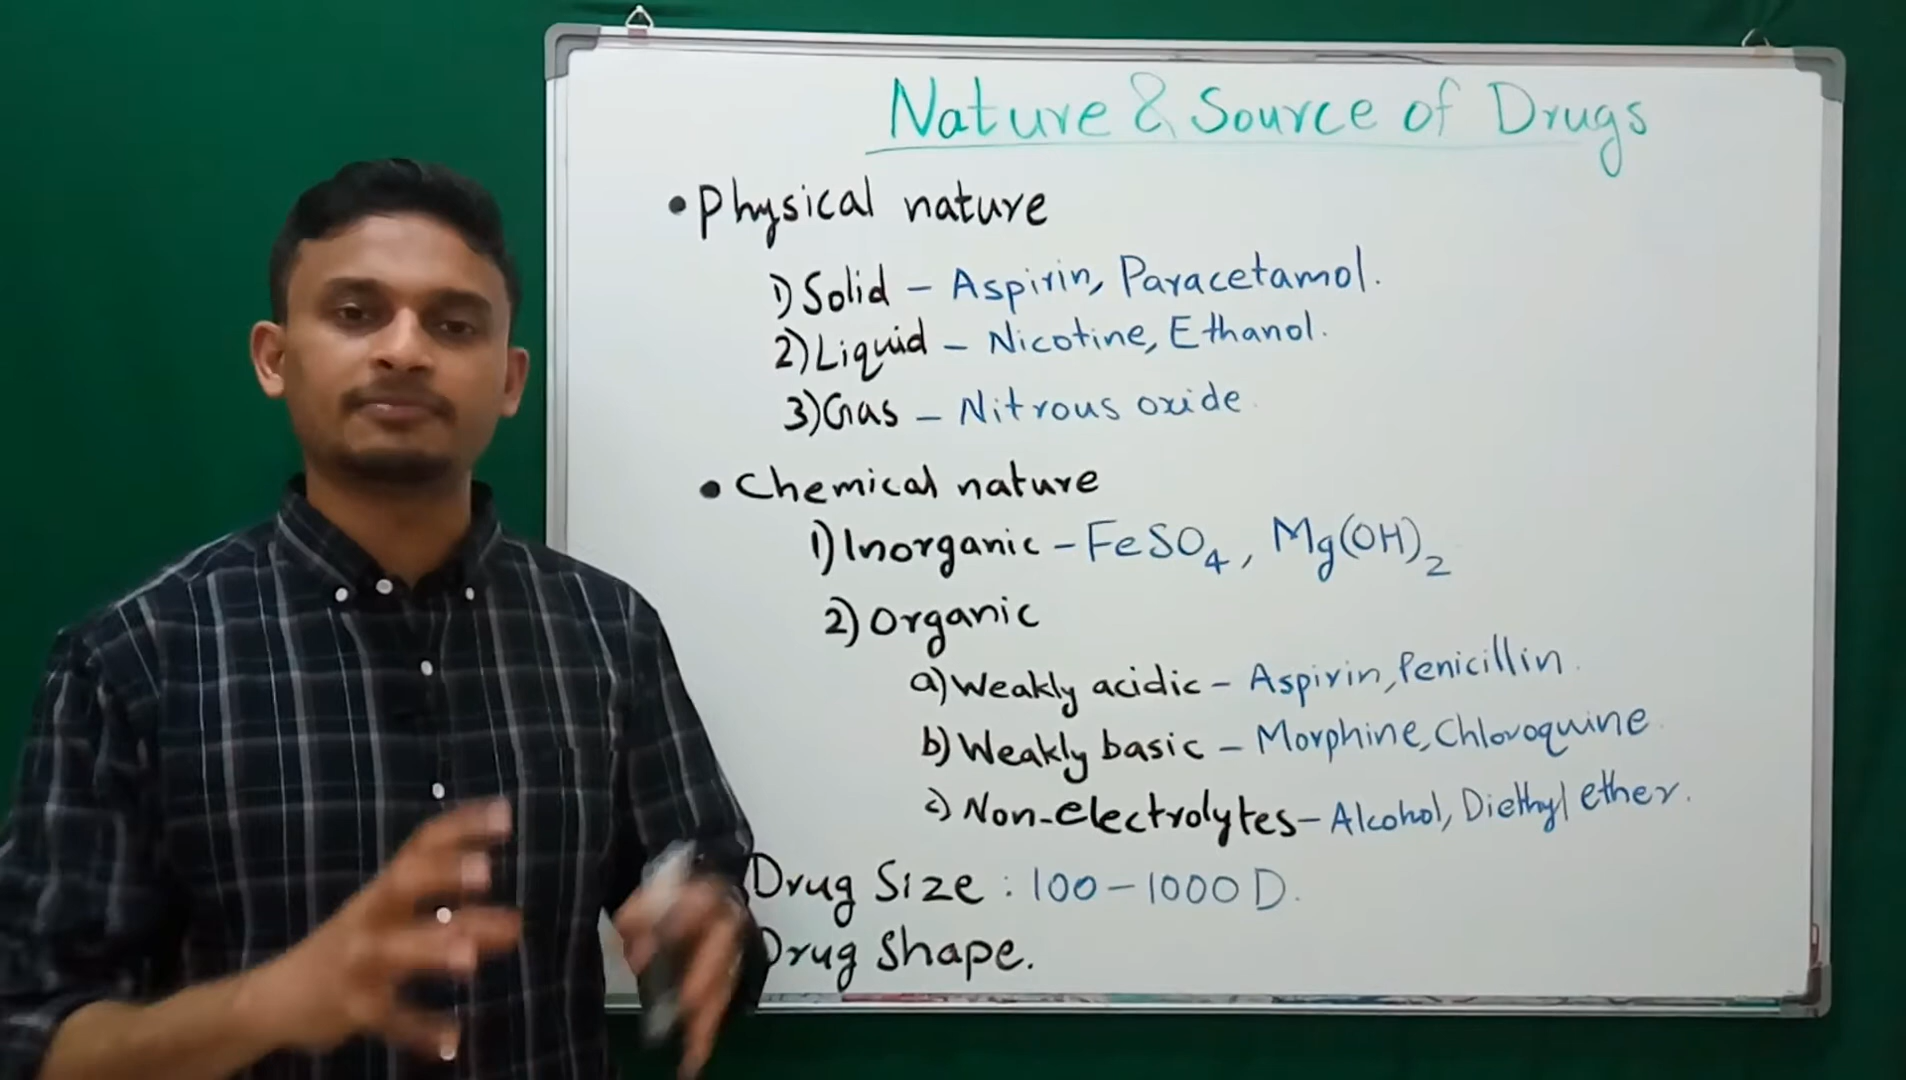 Nature & Source of Drugs
• Physical nature
1) Solid - Aspirin, Paracetamol.
2) Liquid - Nicotine, Ethanol.
3) Gas - Nitrous oxide
• Chemical nature
1) Inorganic - FeSO4, Mg(OH)2
2) Organic
a) Weakly acidic - Aspirin, Penicillin.
b) Weakly basic - Morphine, Chloroquine
c) Non-electrolytes - Alcohol, Diethyl ether.
Drug Size : 100-1000 D.
Drug Shape.